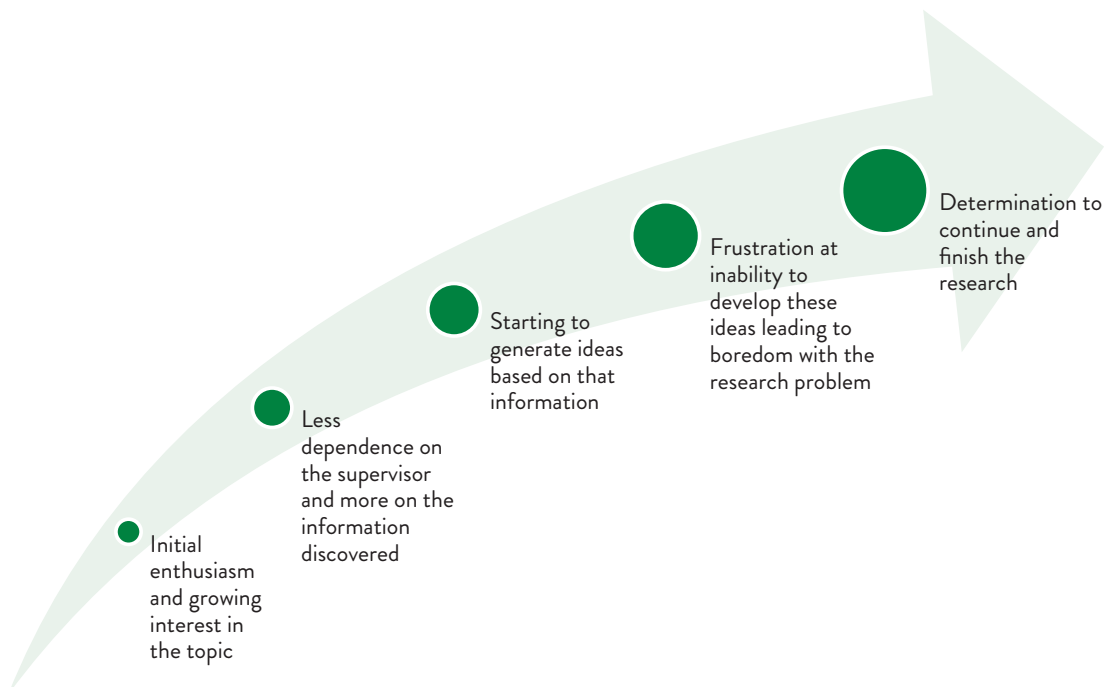 Initial
enthusiasm
and growing
interest in
the topic
Less
dependence on
the supervisor
and more on the
information
discovered
Starting to
generate ideas
based on that
information
Frustration at
inability to
develop these
ideas leading to
boredom with the
research problem
Determination to
continue and
finish the
research